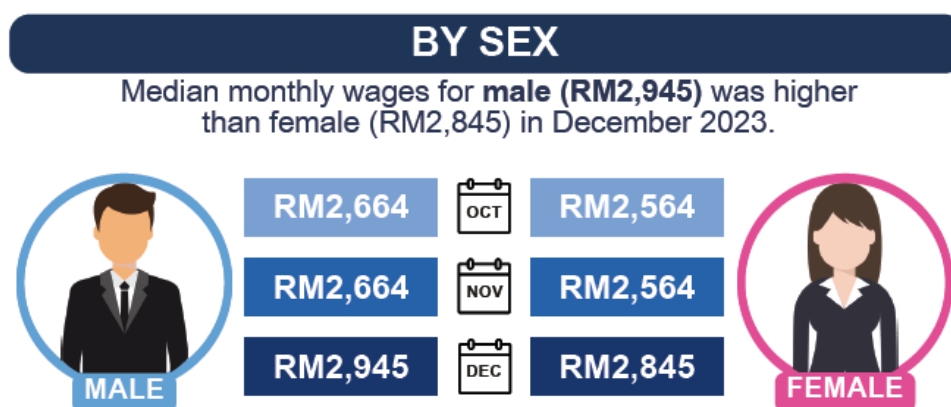 BY SEX
Median monthly wages for male (RM2,945) was higher
than female (RM2,845) in December 2023.
RM2,664 OCT RM2,564
RM2,664 NOV RM2,564
RM2,945 DEC RM2,845
MALE FEMALE